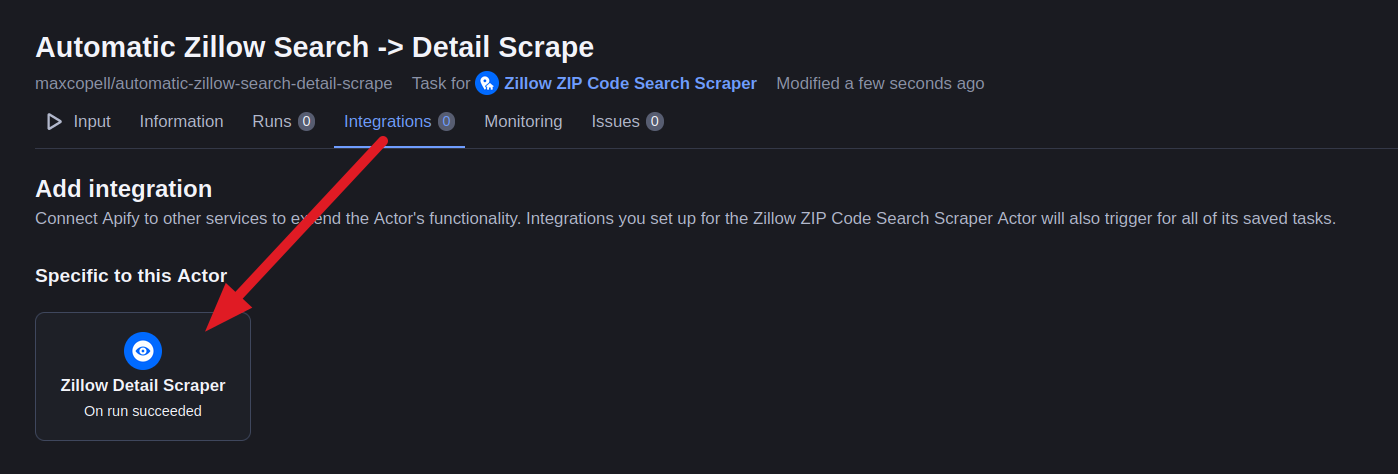 Automatic Zillow Search -> Detail Scrape
maxcopell/automatic-zillow-search-detail-scrape Task for Zillow ZIP Code Search Scraper Modified a few seconds ago
Input Information Runs 0 Integrations 0 Monitoring Issues 0
Add integration
Connect Apify to other services to extend the Actor's functionality. Integrations you set up for the Zillow ZIP Code Search Scraper Actor will also trigger for all of its saved tasks.
Specific to this Actor
Zillow Detail Scraper
On run succeeded